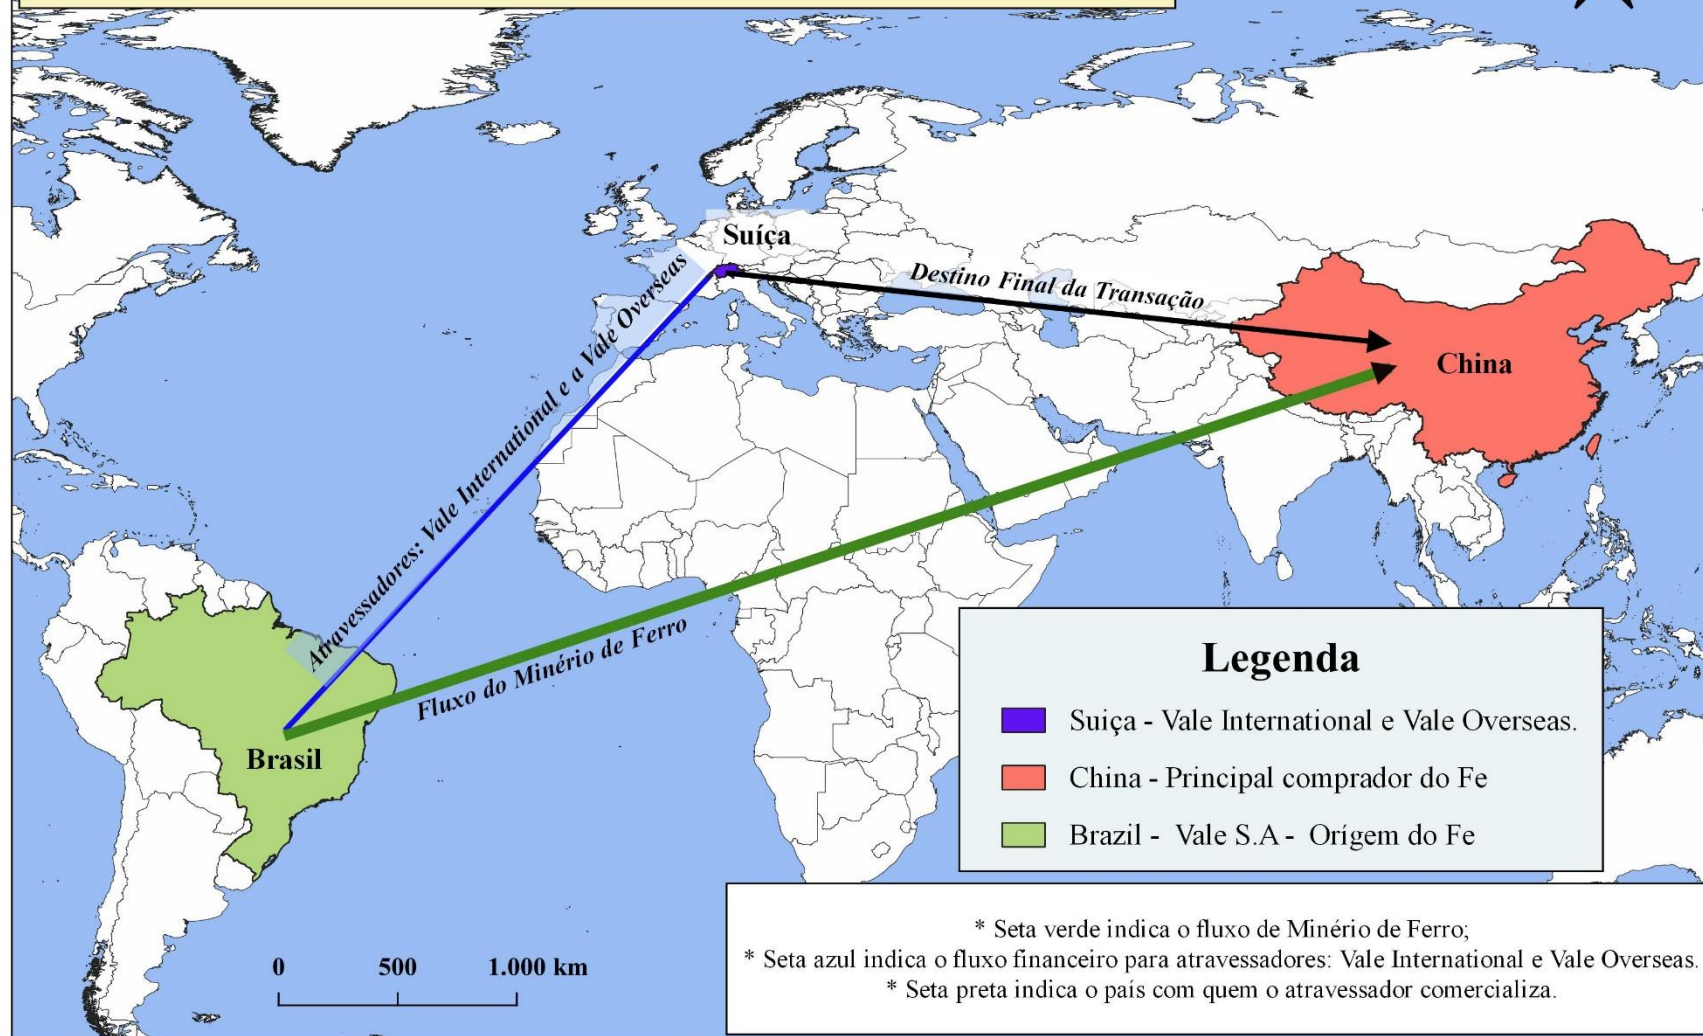 Suíça
Destino Final da Transação
China
Atravessadores: Vale International e a Vale Overseas
Fluxo do Minério de Ferro
Brasil
Legenda
Suiça - Vale International e Vale Overseas.
China - Principal comprador do Fe
Brazil - Vale S.A - Orígem do Fe
0 500 1.000 km
* Seta verde indica o fluxo de Minério de Ferro;
* Seta azul indica o fluxo financeiro para atravessadores: Vale International e Vale Overseas.
* Seta preta indica o país com quem o atravessador comercializa.